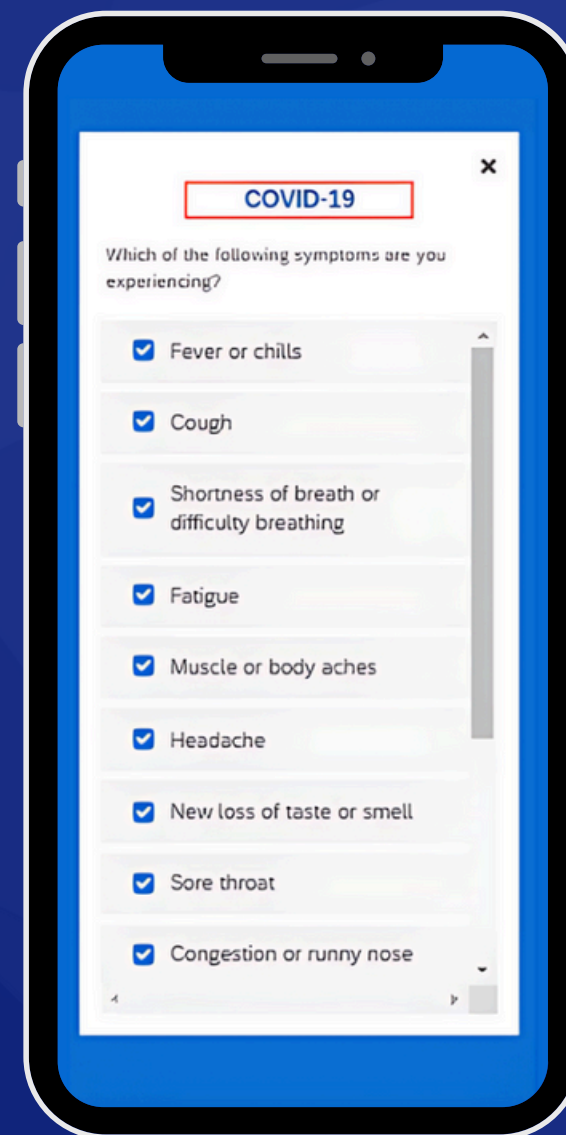 COVID-19
Which of the following symptoms are you
experiencing?
Fever or chills
Cough
Shortness of breath or
difficulty breathing
Fatigue
Muscle or body aches
Headache
New loss of taste or smell
Sore throat
Congestion or runny nose